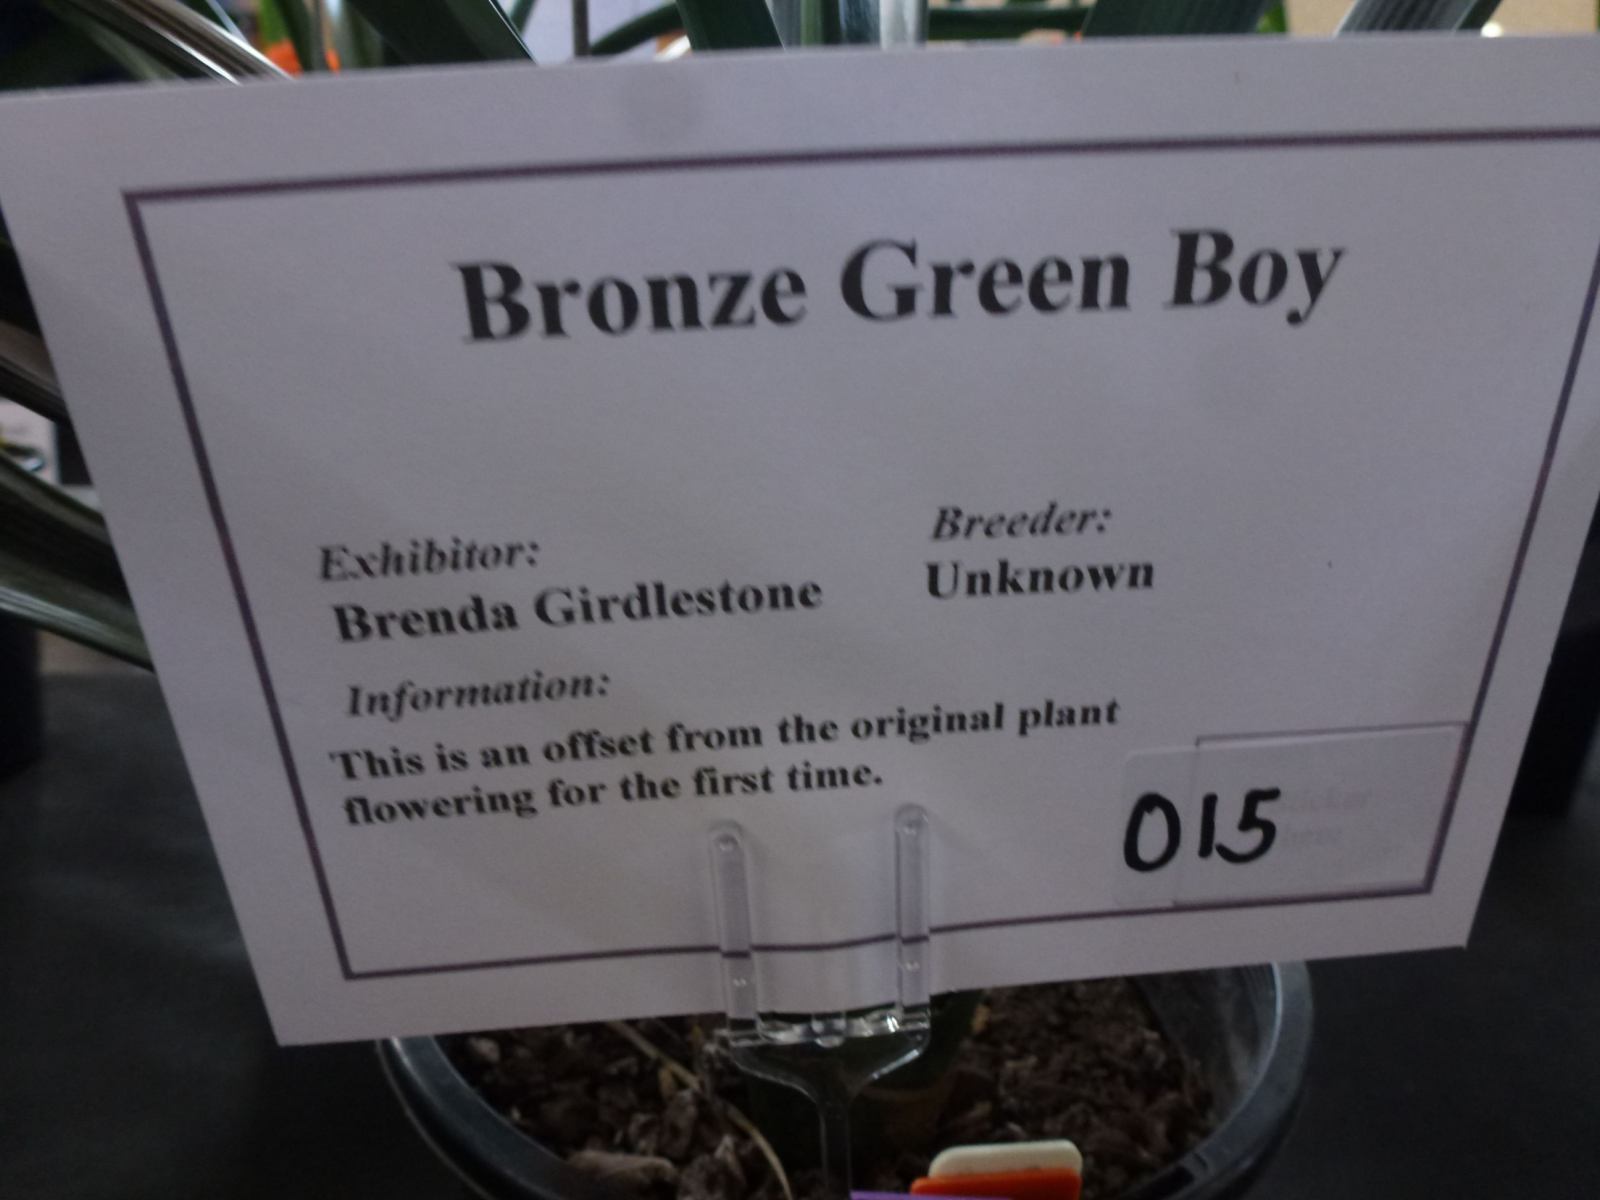 Bronze Green Boy
Exhibitor:
Brenda Girdlestone
Breeder:
Unknown
Information:
This is an offset from the original plant
flowering for the first time.
015